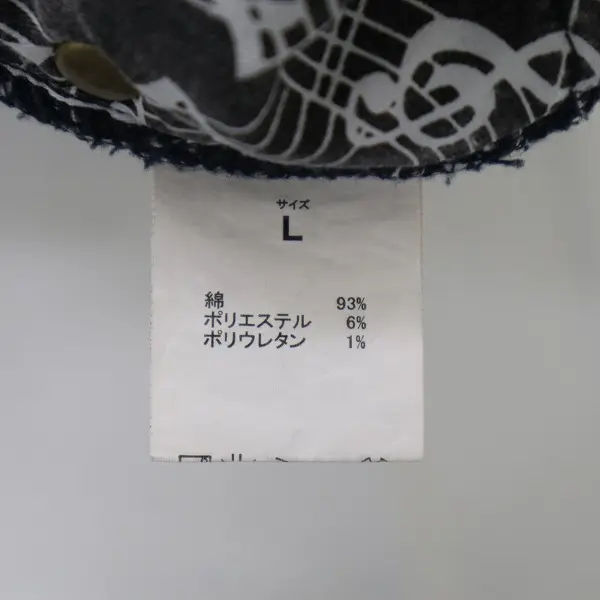 サイズ
L
綿 93%
ポリエステル 6%
ポリウレタン 1%